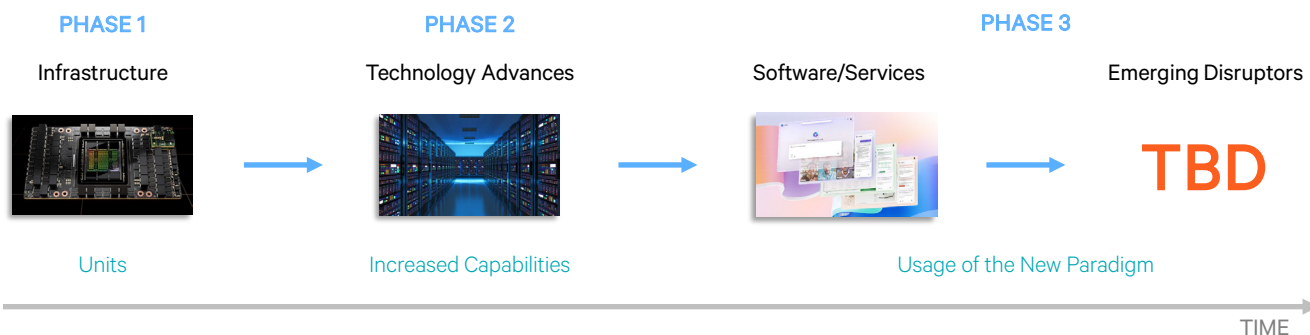 PHASE 1
PHASE 2
PHASE 3
Infrastructure
Technology Advances
Software/Services
Emerging Disruptors
TBD
Units
Increased Capabilities
Usage of the New Paradigm
TIME